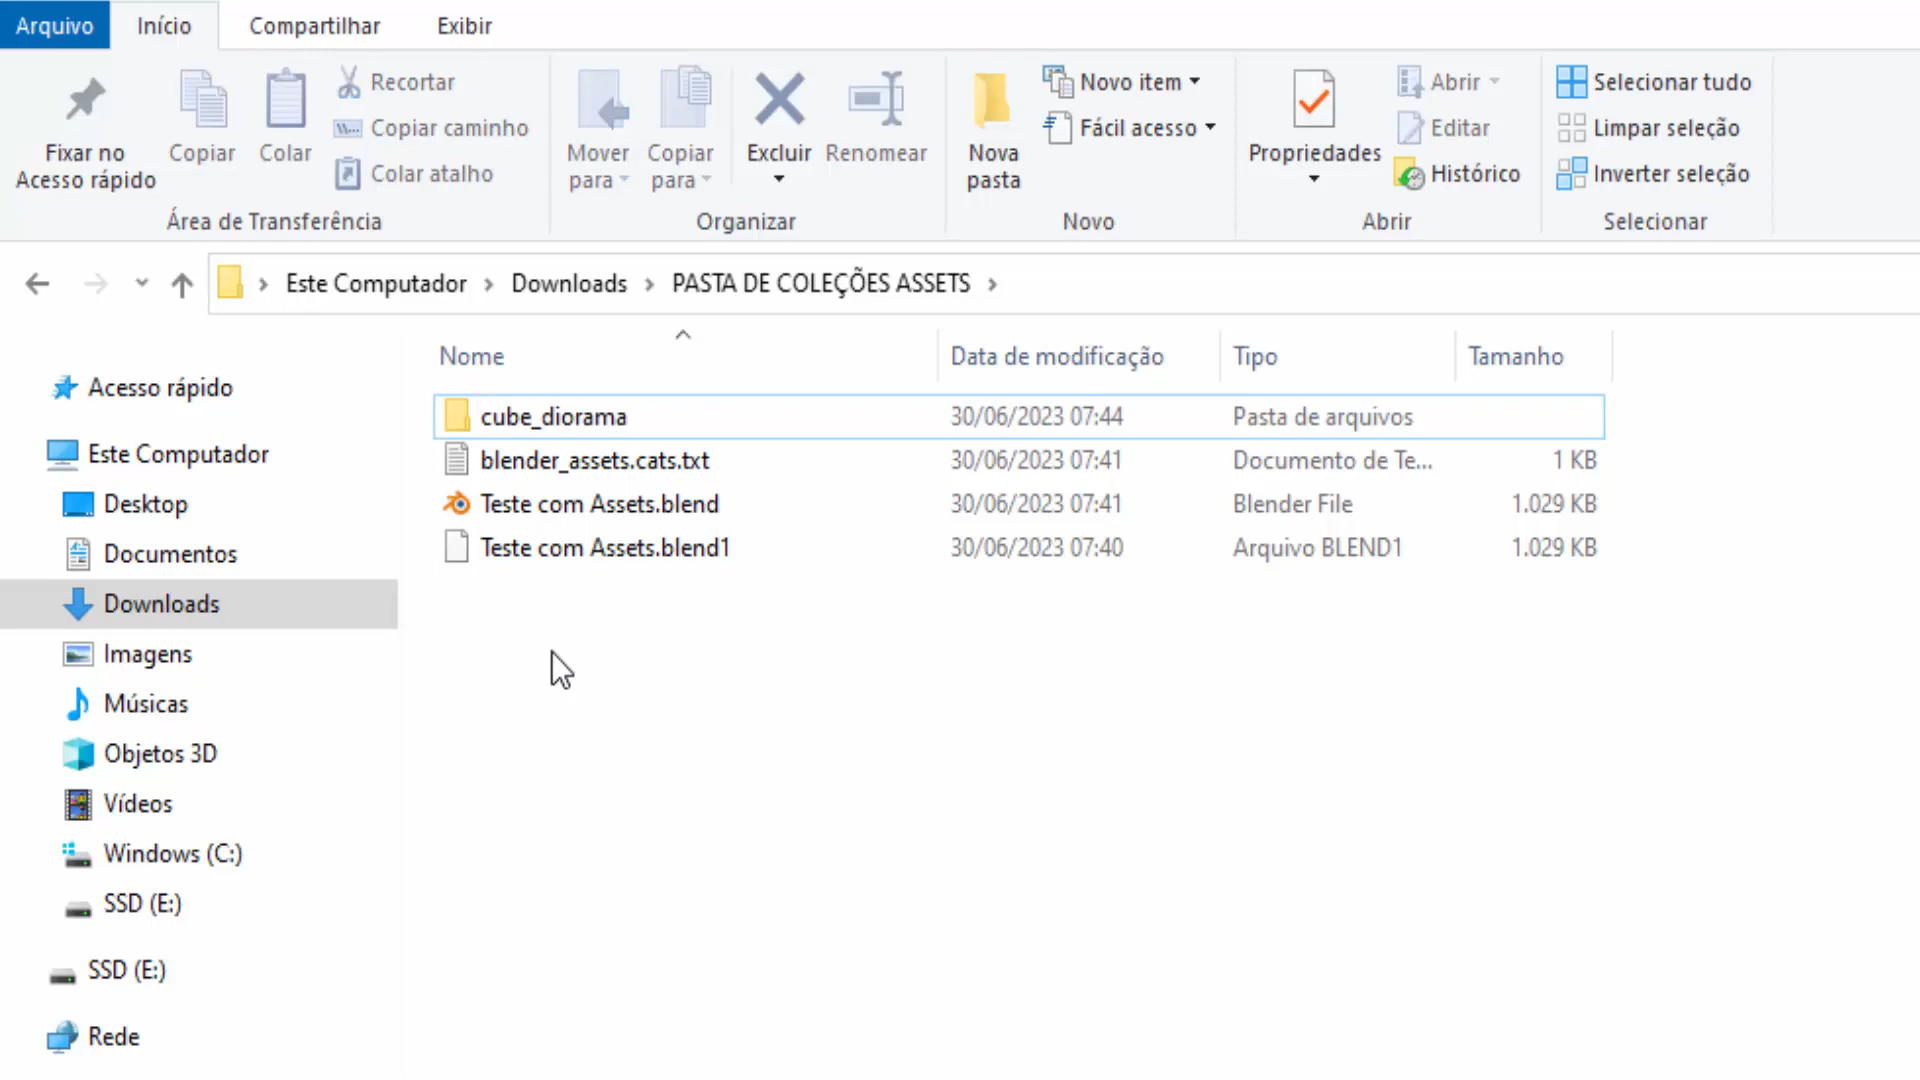 Arquivo Início Compartilhar Exibir
Fixar no Acesso rápido
Copiar
Colar
Recortar
Copiar caminho
Colar atalho
Área de Transferência
Mover para
Copiar para
Excluir
Renomear
Organizar
Nova pasta
Novo item
Fácil acesso
Novo
Propriedades
Abrir
Editar
Histórico
Abrir
Selecionar tudo
Limpar seleção
Inverter seleção
Selecionar
Este Computador > Downloads > PASTA DE COLEÇÕES ASSETS >
Acesso rápido
Este Computador
Desktop
Documentos
Downloads
Imagens
Músicas
Objetos 3D
Vídeos
Windows (C:)
SSD (E:)
SSD (E:)
Rede
Nome Data de modificação Tipo Tamanho
cube_diorama 30/06/2023 07:44 Pasta de arquivos
blender_assets.cats.txt 30/06/2023 07:41 Documento de Te... 1 KB
Teste com Assets.blend 30/06/2023 07:41 Blender File 1.029 KB
Teste com Assets.blend1 30/06/2023 07:40 Arquivo BLEND1 1.029 KB